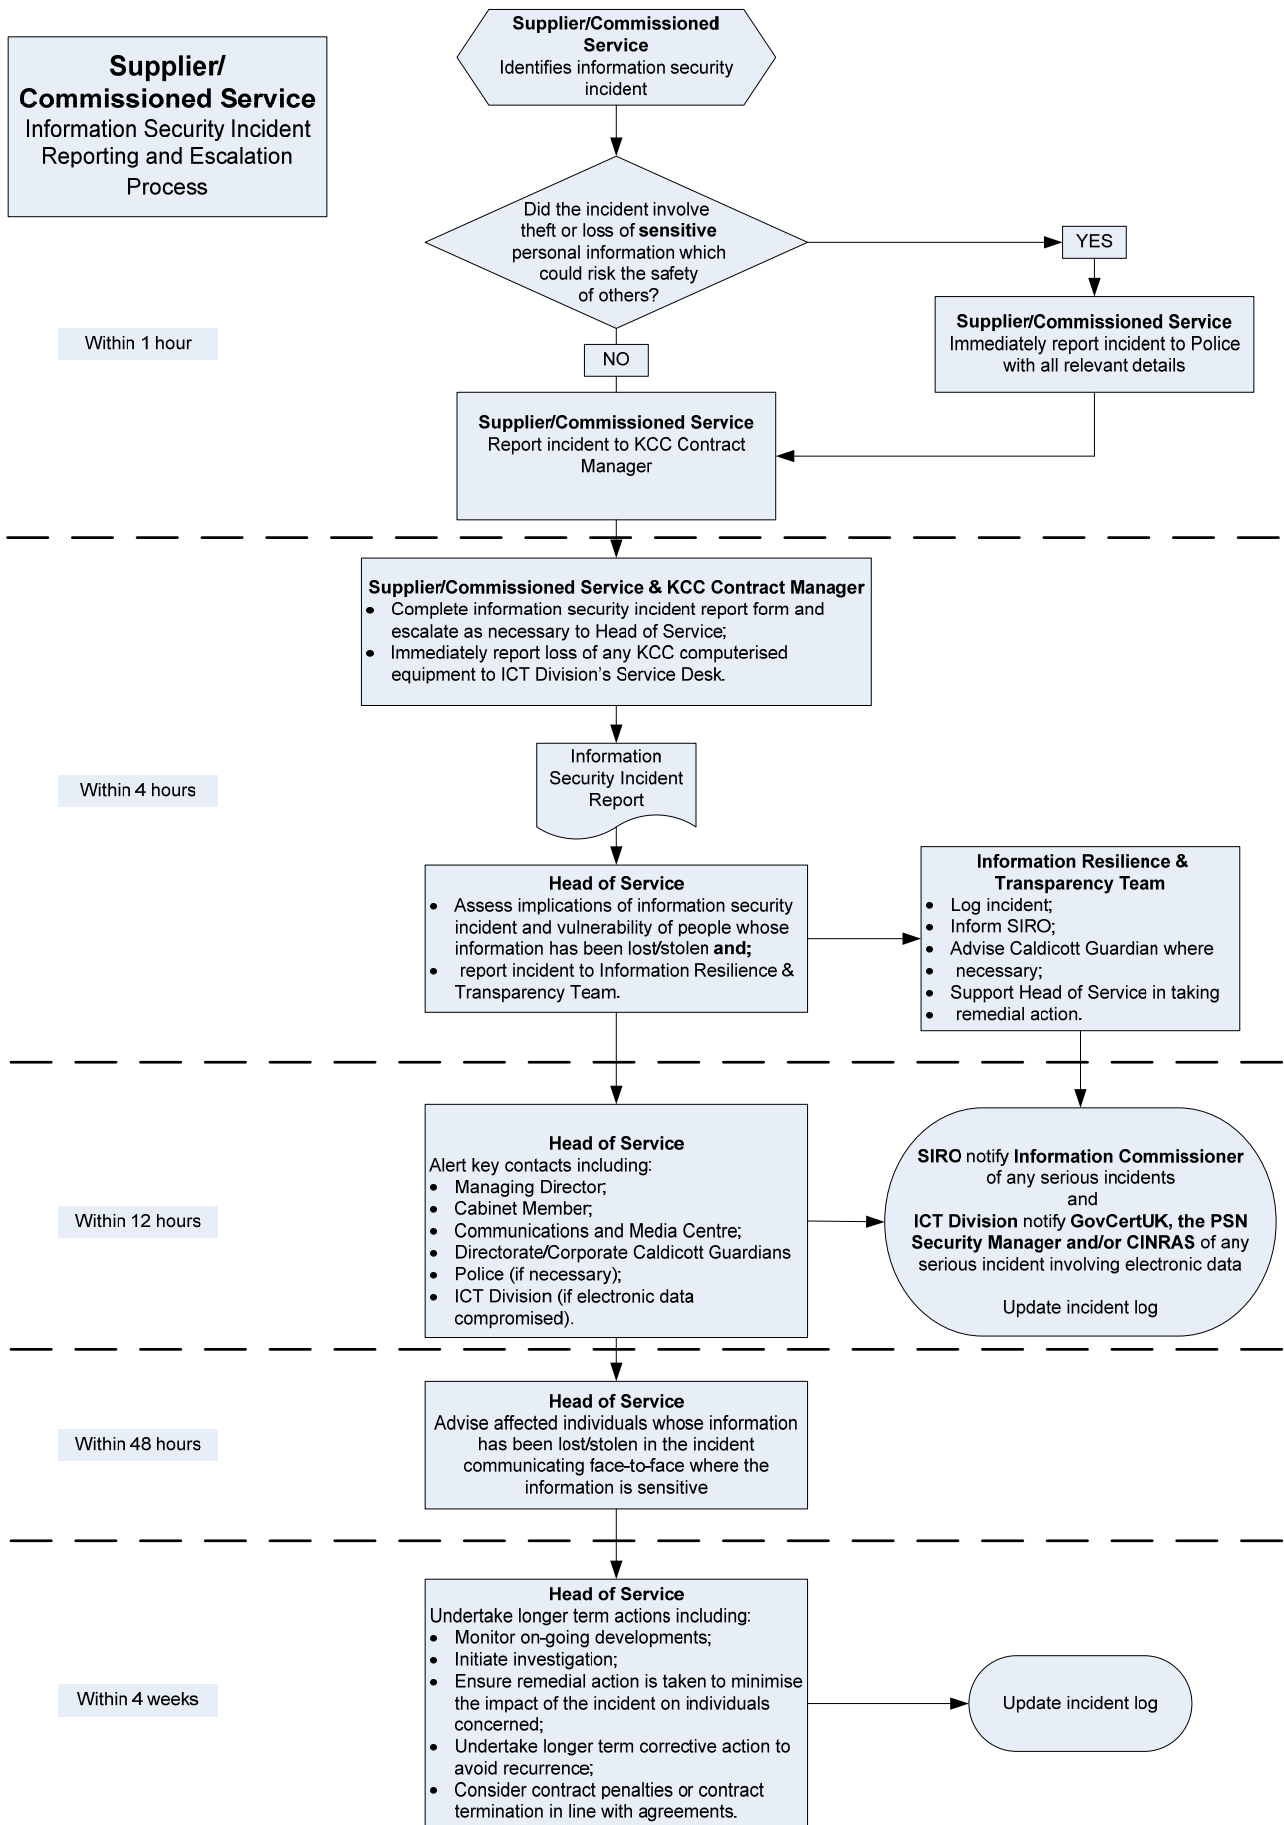 Supplier/
Commissioned Service
Information Security Incident
Reporting and Escalation
Process
Supplier/Commissioned
Service
Identifies information security
incident
Did the incident involve
theft or loss of sensitive
personal information which
could risk the safety
of others?
YES
Supplier/Commissioned Service
Immediately report incident to Police
with all relevant details
Within 1 hour
NO
Supplier/Commissioned Service
Report incident to KCC Contract
Manager
Supplier/Commissioned Service & KCC Contract Manager
• Complete information security incident report form and
escalate as necessary to Head of Service;
• Immediately report loss of any KCC computerised
equipment to ICT Division's Service Desk.
Within 4 hours
Information
Security Incident
Report
Head of Service
• Assess implications of information security
incident and vulnerability of people whose
information has been lost/stolen and;
• report incident to Information Resilience &
Transparency Team.
Information Resilience &
Transparency Team
• Log incident;
• Inform SIRO;
• Advise Caldicott Guardian where
• necessary;
• Support Head of Service in taking
• remedial action.
Within 12 hours
Head of Service
Alert key contacts including:
• Managing Director;
• Cabinet Member;
• Communications and Media Centre;
• Directorate/Corporate Caldicott Guardians
• Police (if necessary);
• ICT Division (if electronic data
compromised).
SIRO notify Information Commissioner
of any serious incidents
and
ICT Division notify GovCertUK, the PSN
Security Manager and/or CINRAS of any
serious incident involving electronic data
Update incident log
Within 48 hours
Head of Service
Advise affected individuals whose information
has been lost/stolen in the incident
communicating face-to-face where the
information is sensitive
Within 4 weeks
Head of Service
Undertake longer term actions including:
• Monitor on-going developments;
• Initiate investigation;
• Ensure remedial action is taken to minimise
the impact of the incident on individuals
concerned;
• Undertake longer term corrective action to
avoid recurrence;
• Consider contract penalties or contract
termination in line with agreements.
Update incident log